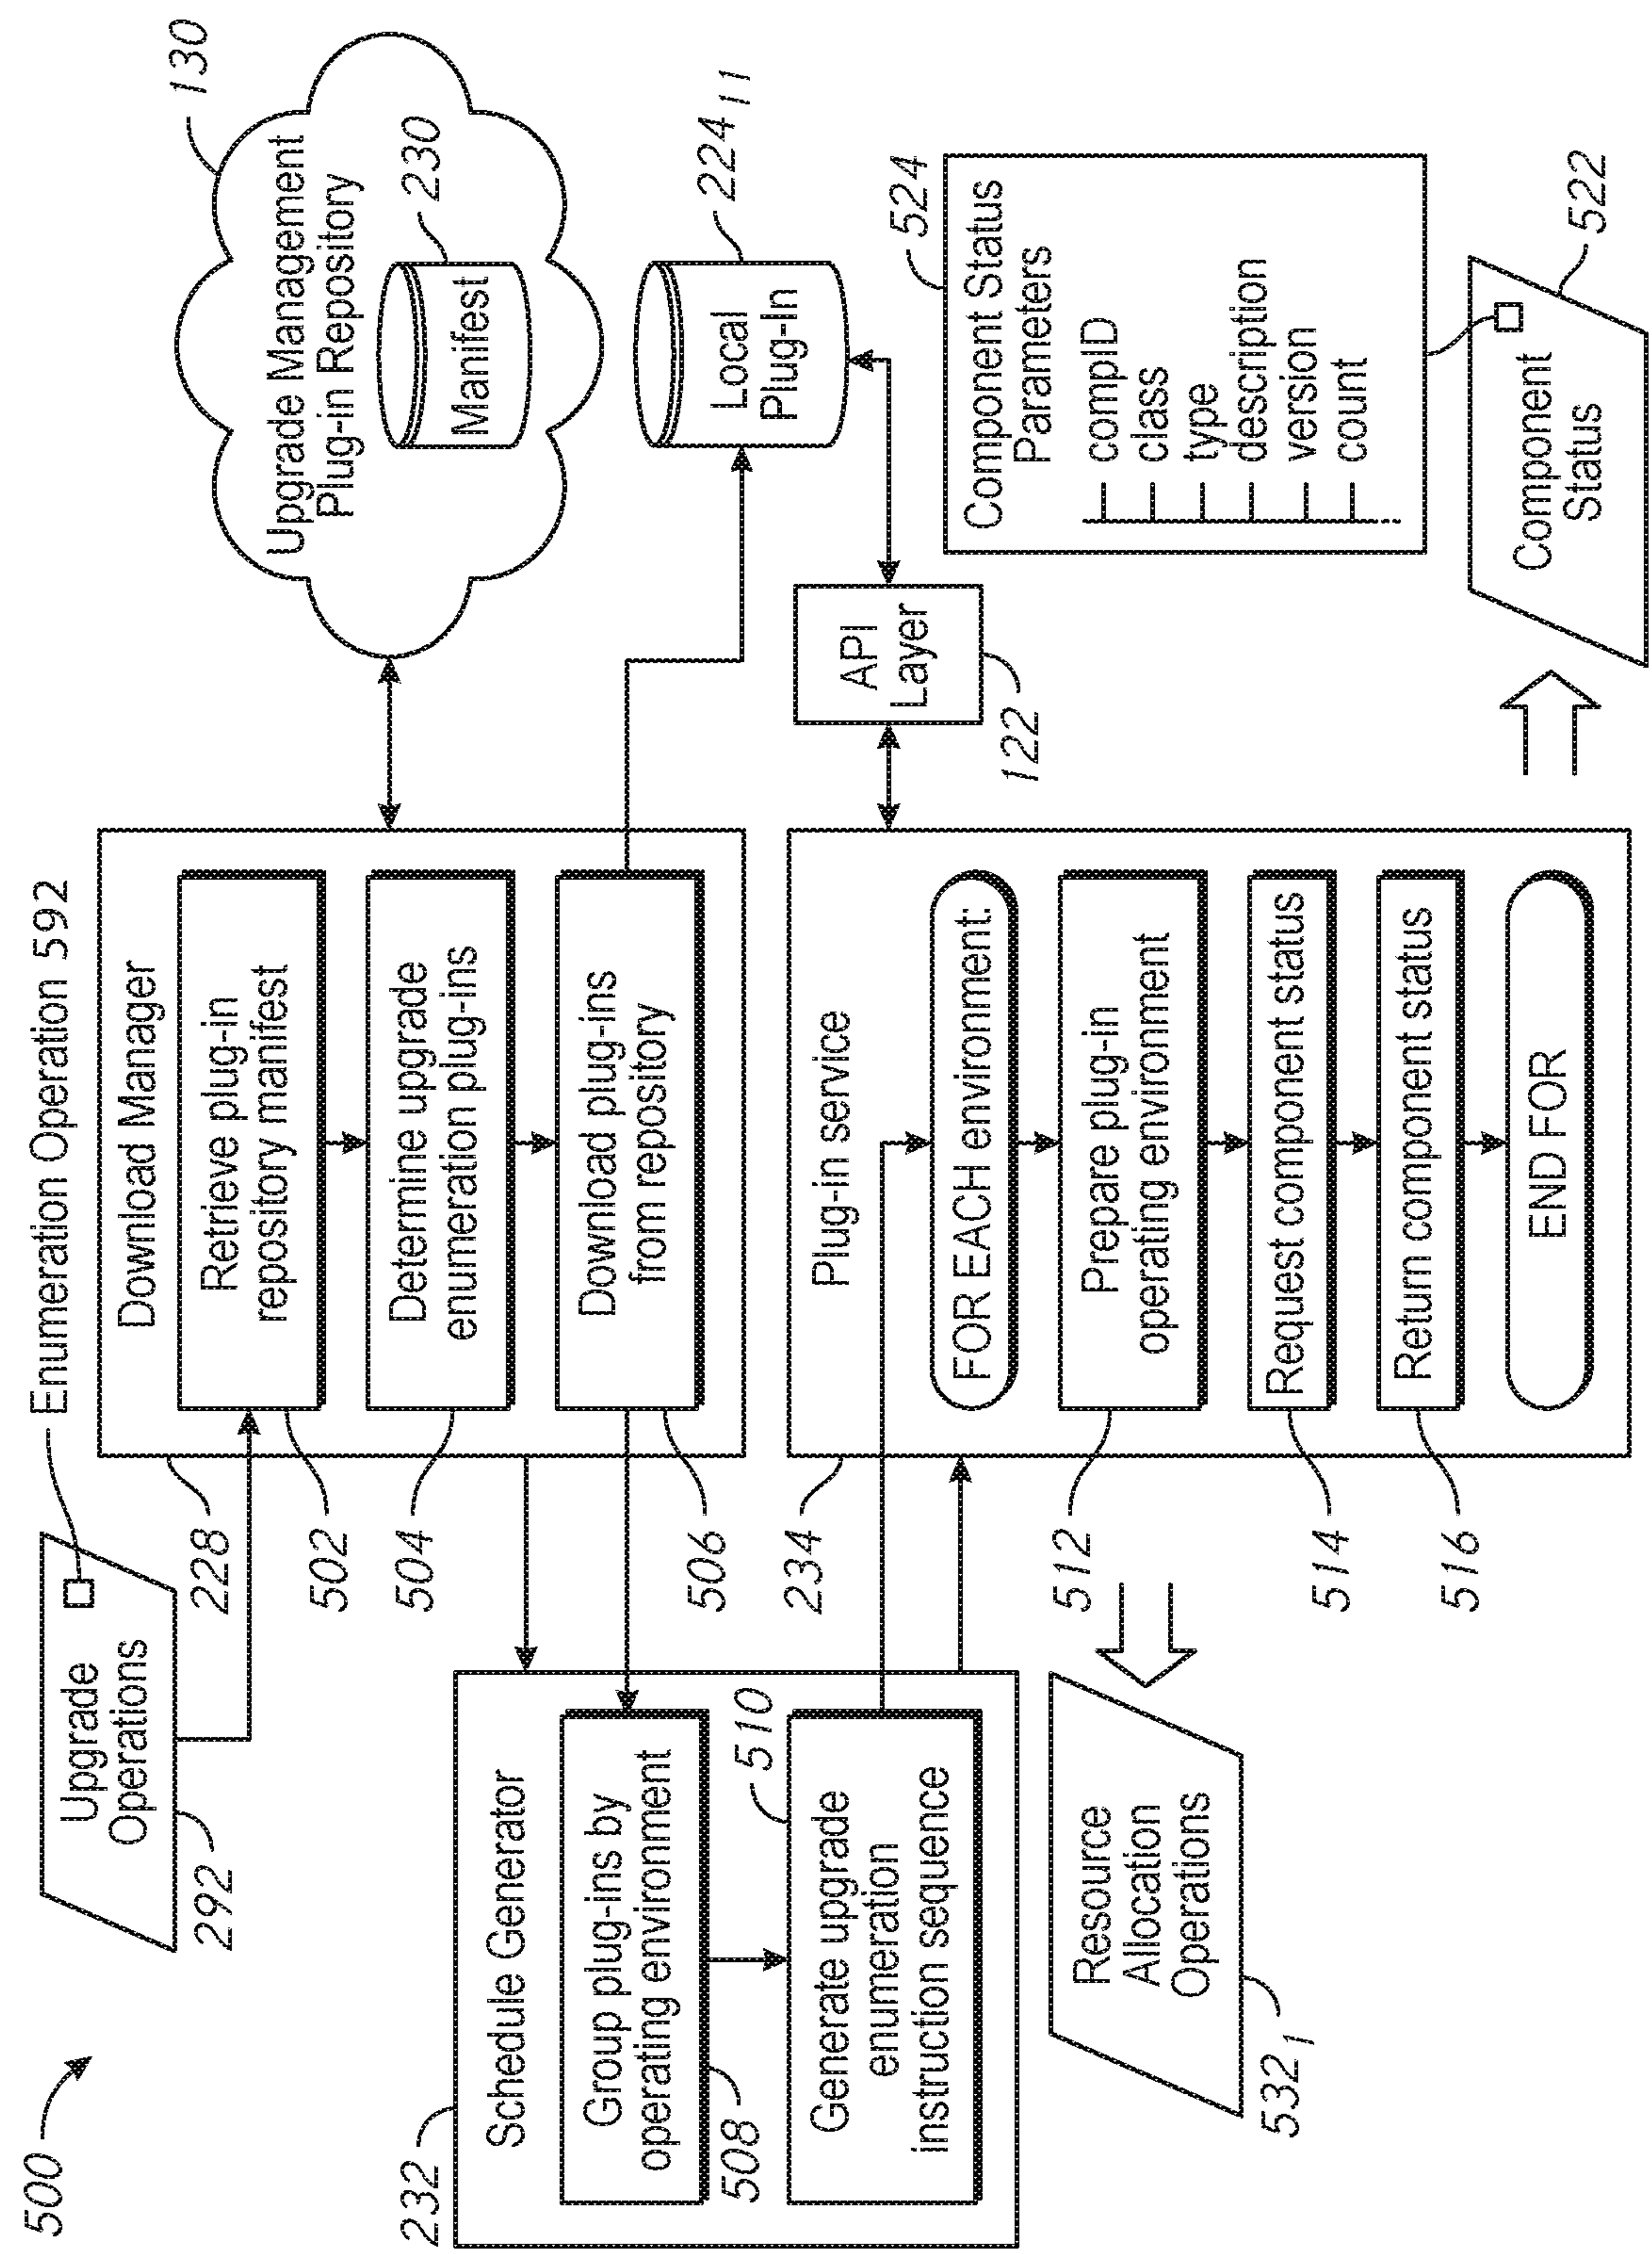 500
Upgrade
Operations
292
Enumeration Operation 592
Download Manager
228
Retrieve plug-in
repository manifest
502
Determine upgrade
enumeration plug-ins
504
Download plug-ins
from repository
506
Upgrade Management
Plug-in Repository
130
Manifest
230
Local
Plug-In
224₁₁
Schedule Generator
232
Group plug-ins by
operating environment
508
Generate upgrade
enumeration
instruction sequence
510
Plug-in service
234
FOR EACH environment:
Prepare plug-in
operating environment
512
Request component status
514
Return component status
516
END FOR
API
Layer
122
Component Status
Parameters
524
compID
class
type
description
version
count
Resource
Allocation
Operations
532₁
Component
Status
522